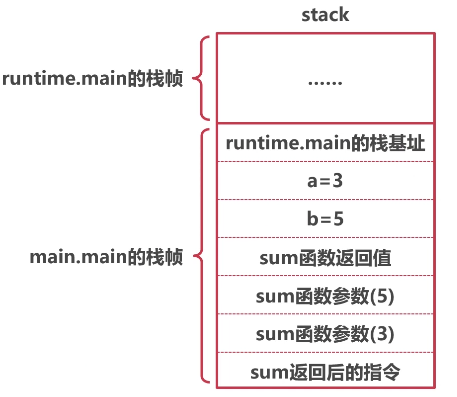 stack
runtime.main的栈帧
……
runtime.main的栈基址
a=3
b=5
main.main的栈帧
sum函数返回值
sum函数参数(5)
sum函数参数(3)
sum返回后的指令